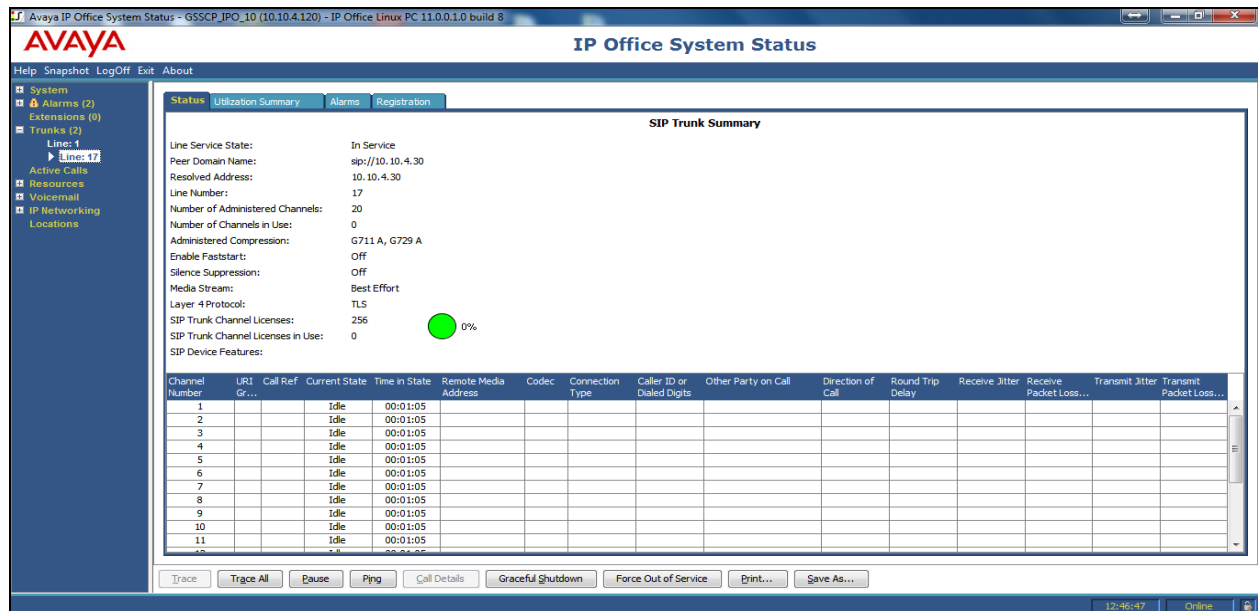 Avaya IP Office System Status - GSSCP_IPO_10 (10.10.4.120) - IP Office Linux PC 11.0.0.1.0 build 8
AVAYA
IP Office System Status
Help Snapshot LogOff Exit About
System
Alarms (2)
Extensions (0)
Trunks (2)
Line: 1
Line: 17
Active Calls
Resources
Voicemail
IP Networking
Locations
Status Utilization Summary Alarms Registration
SIP Trunk Summary
Line Service State: In Service
Peer Domain Name: sip://10.10.4.30
Resolved Address: 10.10.4.30
Line Number: 17
Number of Administered Channels: 20
Number of Channels in Use: 0
Administered Compression: G711 A, G729 A
Enable Faststart: Off
Silence Suppression: Off
Media Stream: Best Effort
Layer 4 Protocol: TLS
SIP Trunk Channel Licenses: 256
0%
SIP Trunk Channel Licenses in Use: 0
SIP Device Features:
Channel Number URI Gr... Call Ref Current State Time in State Remote Media Address Codec Connection Type Caller ID or Dialed Digits Other Party on Call Direction of Call Round Trip Delay Receive Jitter Receive Packet Loss... Transmit Jitter Transmit Packet Loss...
1 Idle 00:01:05
2 Idle 00:01:05
3 Idle 00:01:05
4 Idle 00:01:05
5 Idle 00:01:05
6 Idle 00:01:05
7 Idle 00:01:05
8 Idle 00:01:05
9 Idle 00:01:05
10 Idle 00:01:05
11 Idle 00:01:05
Trace Trace All Pause Ping Call Details Graceful Shutdown Force Out of Service Print... Save As...
12:46:47 Online